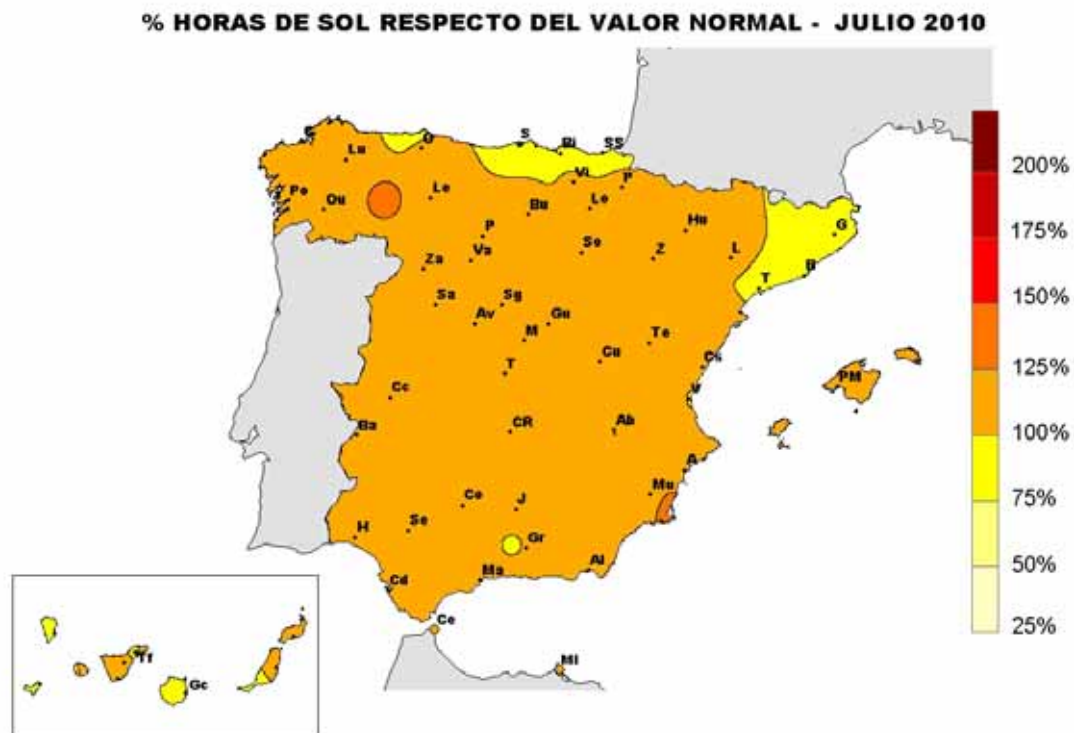 % HORAS DE SOL RESPECTO DEL VALOR NORMAL - JULIO 2010
C
O
S
Bi
SS
Lu
Vi
P
Po
Ou
Le
Bu
Lo
Hu
G
P
Va
So
Z
L
B
Za
T
Sa
Sg
Av
Gu
M
Te
Cu
Cs
T
PM
Cc
V
Ba
CR
Ab
A
Mu
Co
J
H
Se
Gr
Al
Ma
Cd
Ce
Ml
Tf
Gc
200%
175%
150%
125%
100%
75%
50%
25%